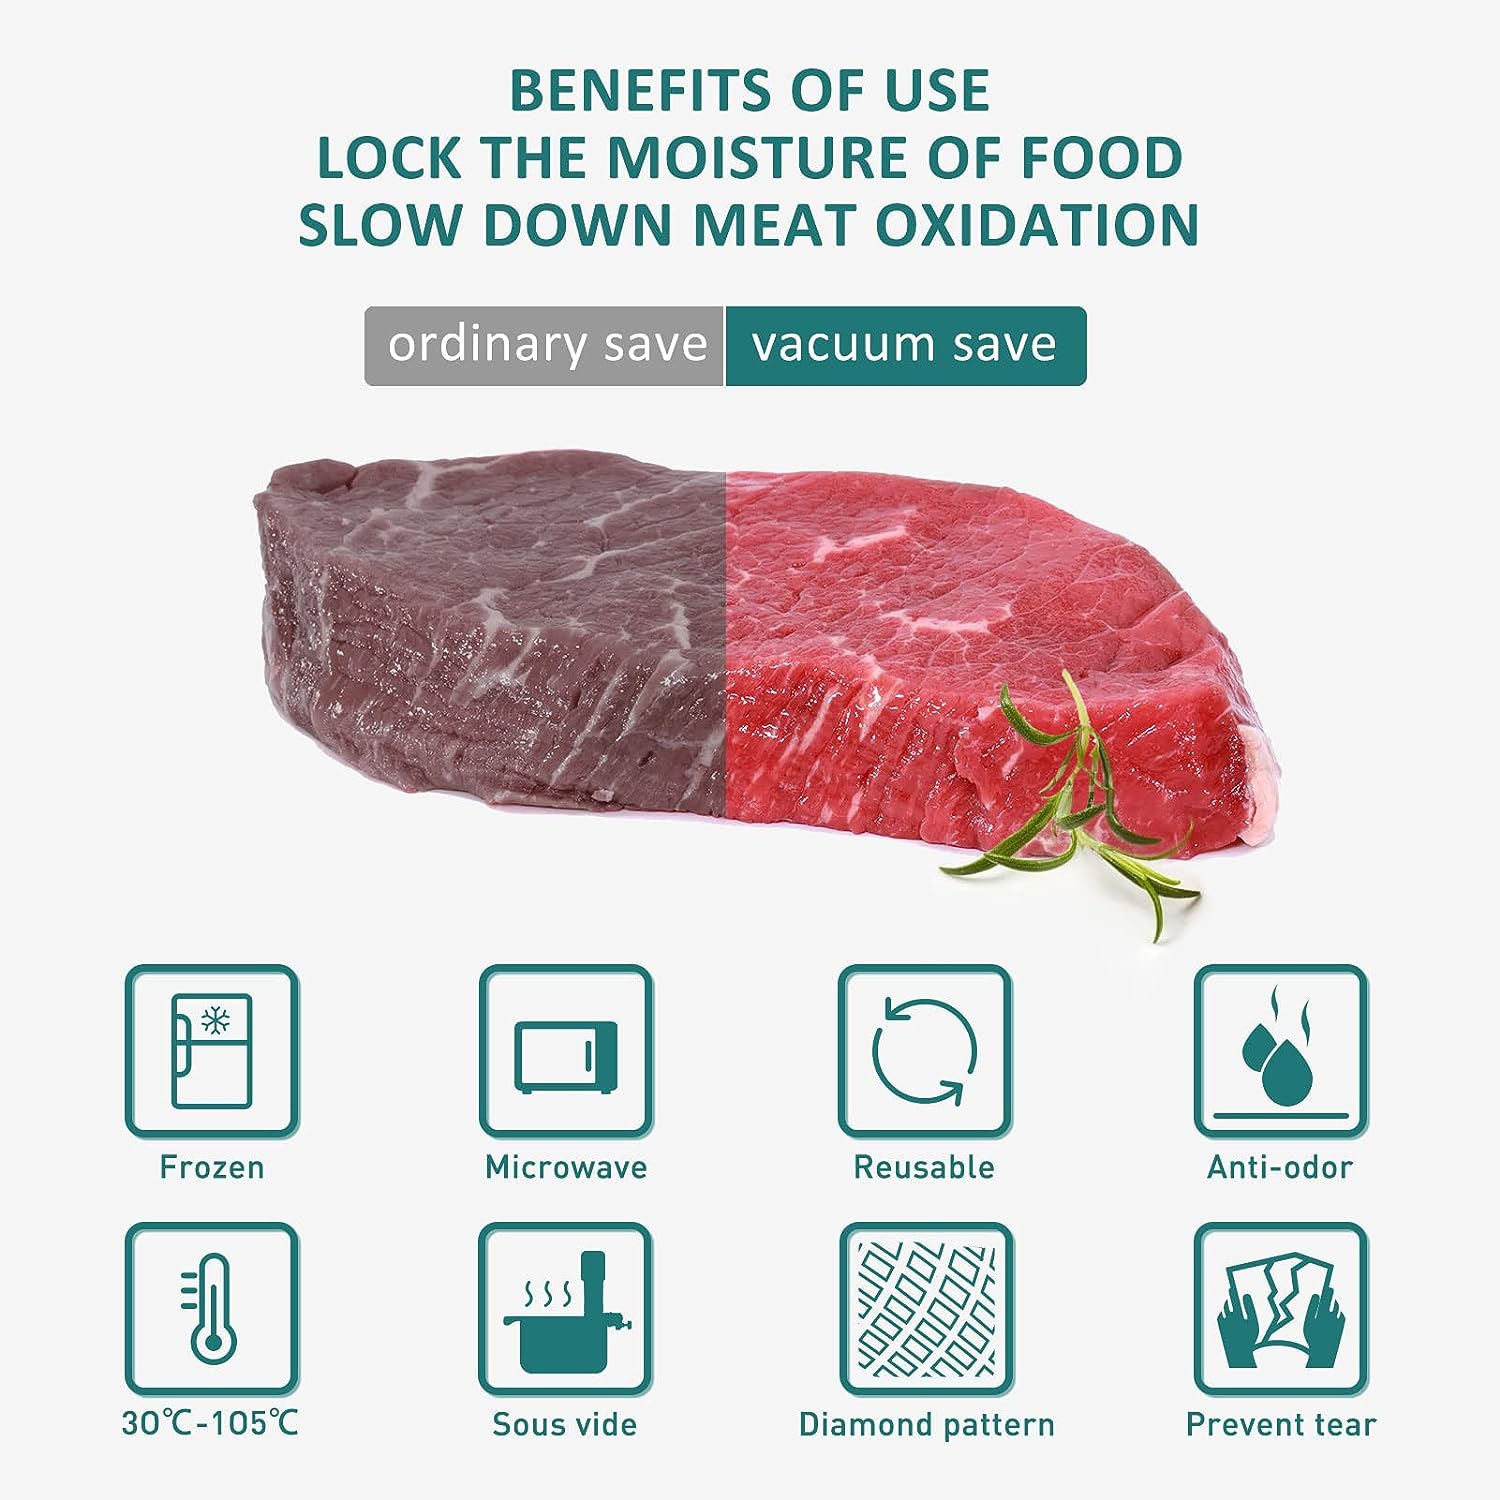 BENEFITS OF USE
LOCK THE MOISTURE OF FOOD
SLOW DOWN MEAT OXIDATION
ordinary save vacuum save
Frozen Microwave Reusable Anti-odor
30℃-105℃ Sous vide Diamond pattern Prevent tear